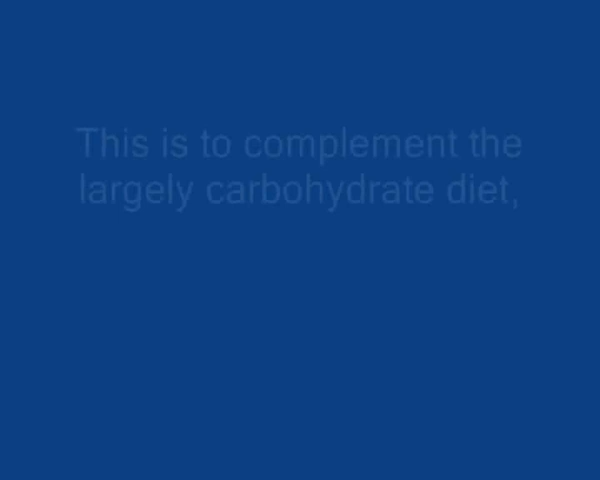 This is to complement the
largely carbohydrate diet,